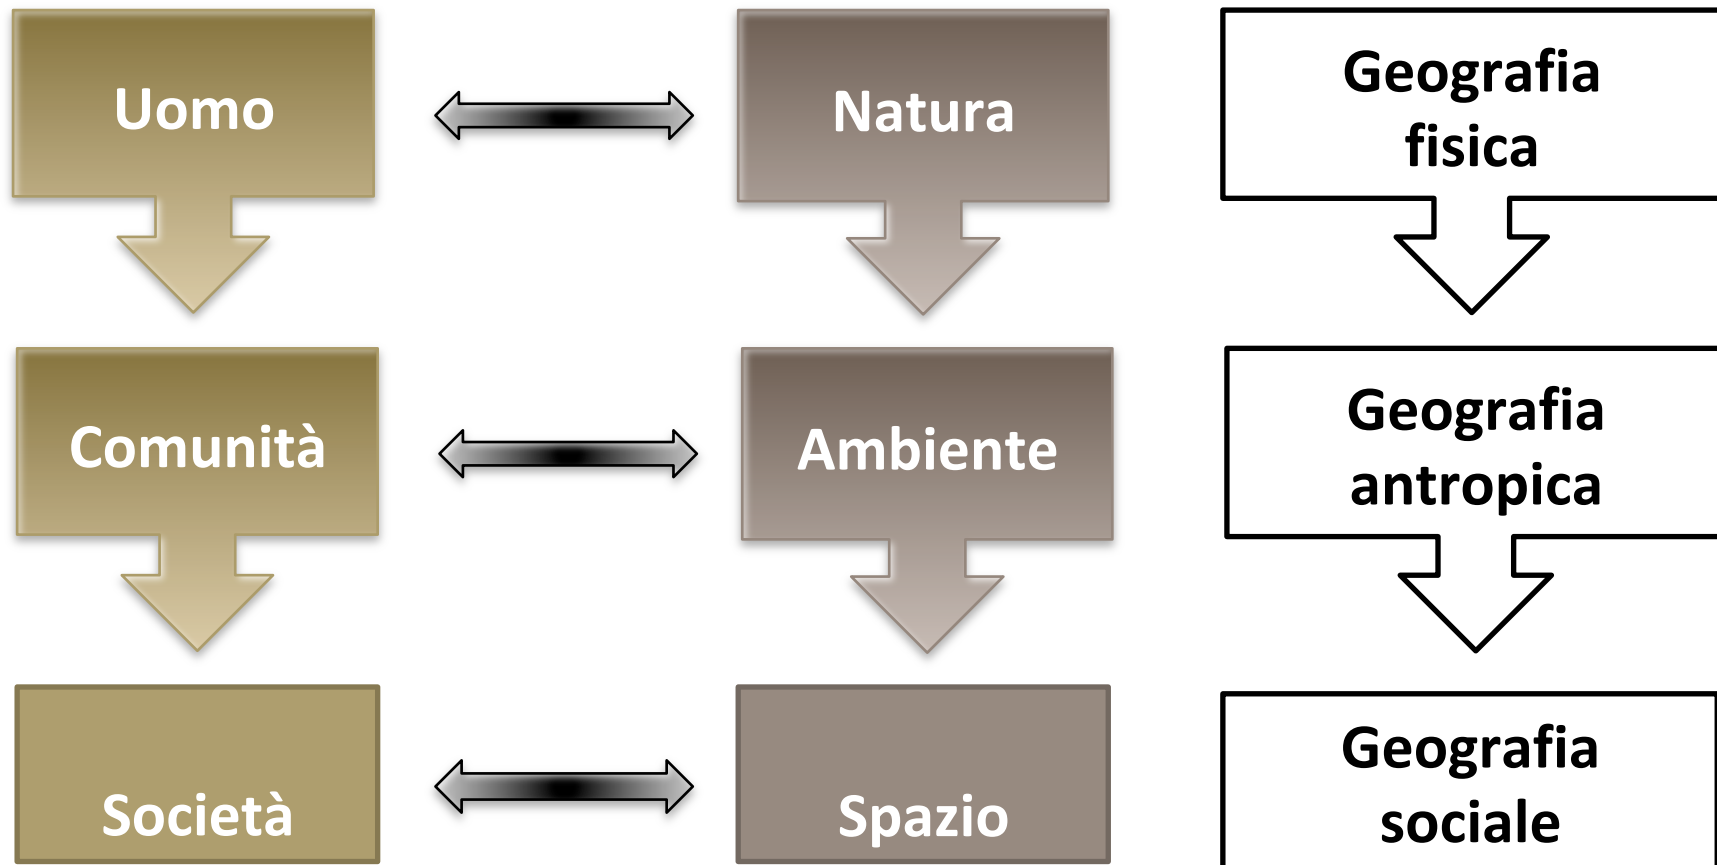 Uomo
Natura
Geografia
fisica
Comunità
Ambiente
Geografia
antropica
Società
Spazio
Geografia
sociale